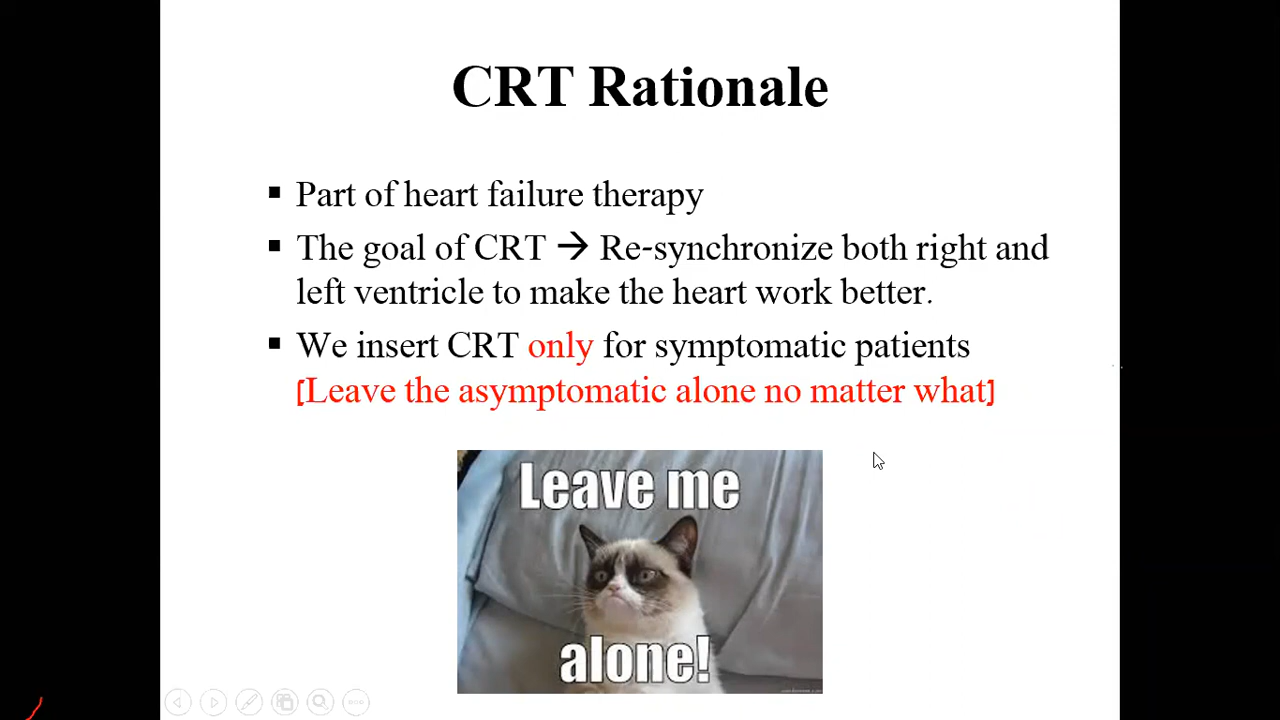 CRT Rationale
▪ Part of heart failure therapy
▪ The goal of CRT → Re-synchronize both right and
left ventricle to make the heart work better.
▪ We insert CRT only for symptomatic patients
[Leave the asymptomatic alone no matter what]
Leave me
alone!